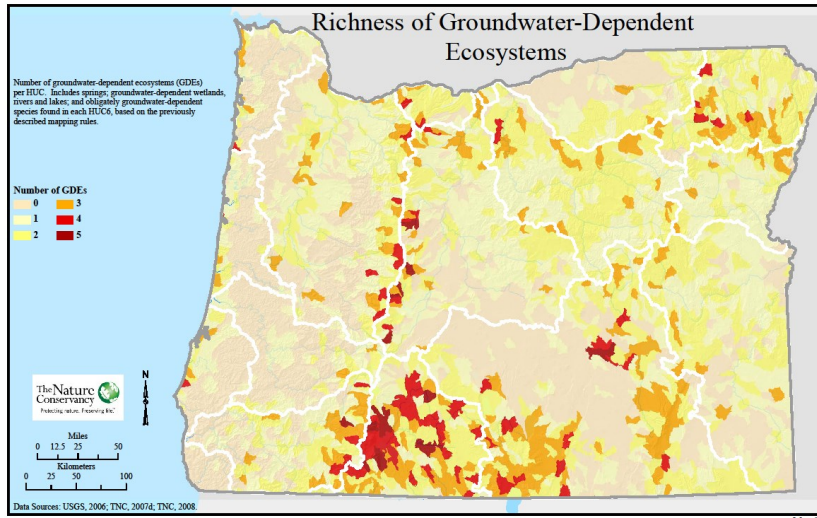 Richness of Groundwater-Dependent
Ecosystems
Number of groundwater-dependent ecosystems (GDEs)
per HUC. Includes springs; groundwater-dependent wetlands,
rivers and lakes; and obligately groundwater-dependent
species found in each HUC6, based on the previously
described mapping rules.
Number of GDEs
0 3
1 4
2 5
The Nature
Conservancy
Protecting nature. Preserving life.
N
Miles
0 12.5 25 50
Kilometers
0 25 50 100
Data Sources: USGS, 2006; TNC, 2007d; TNC, 2008.